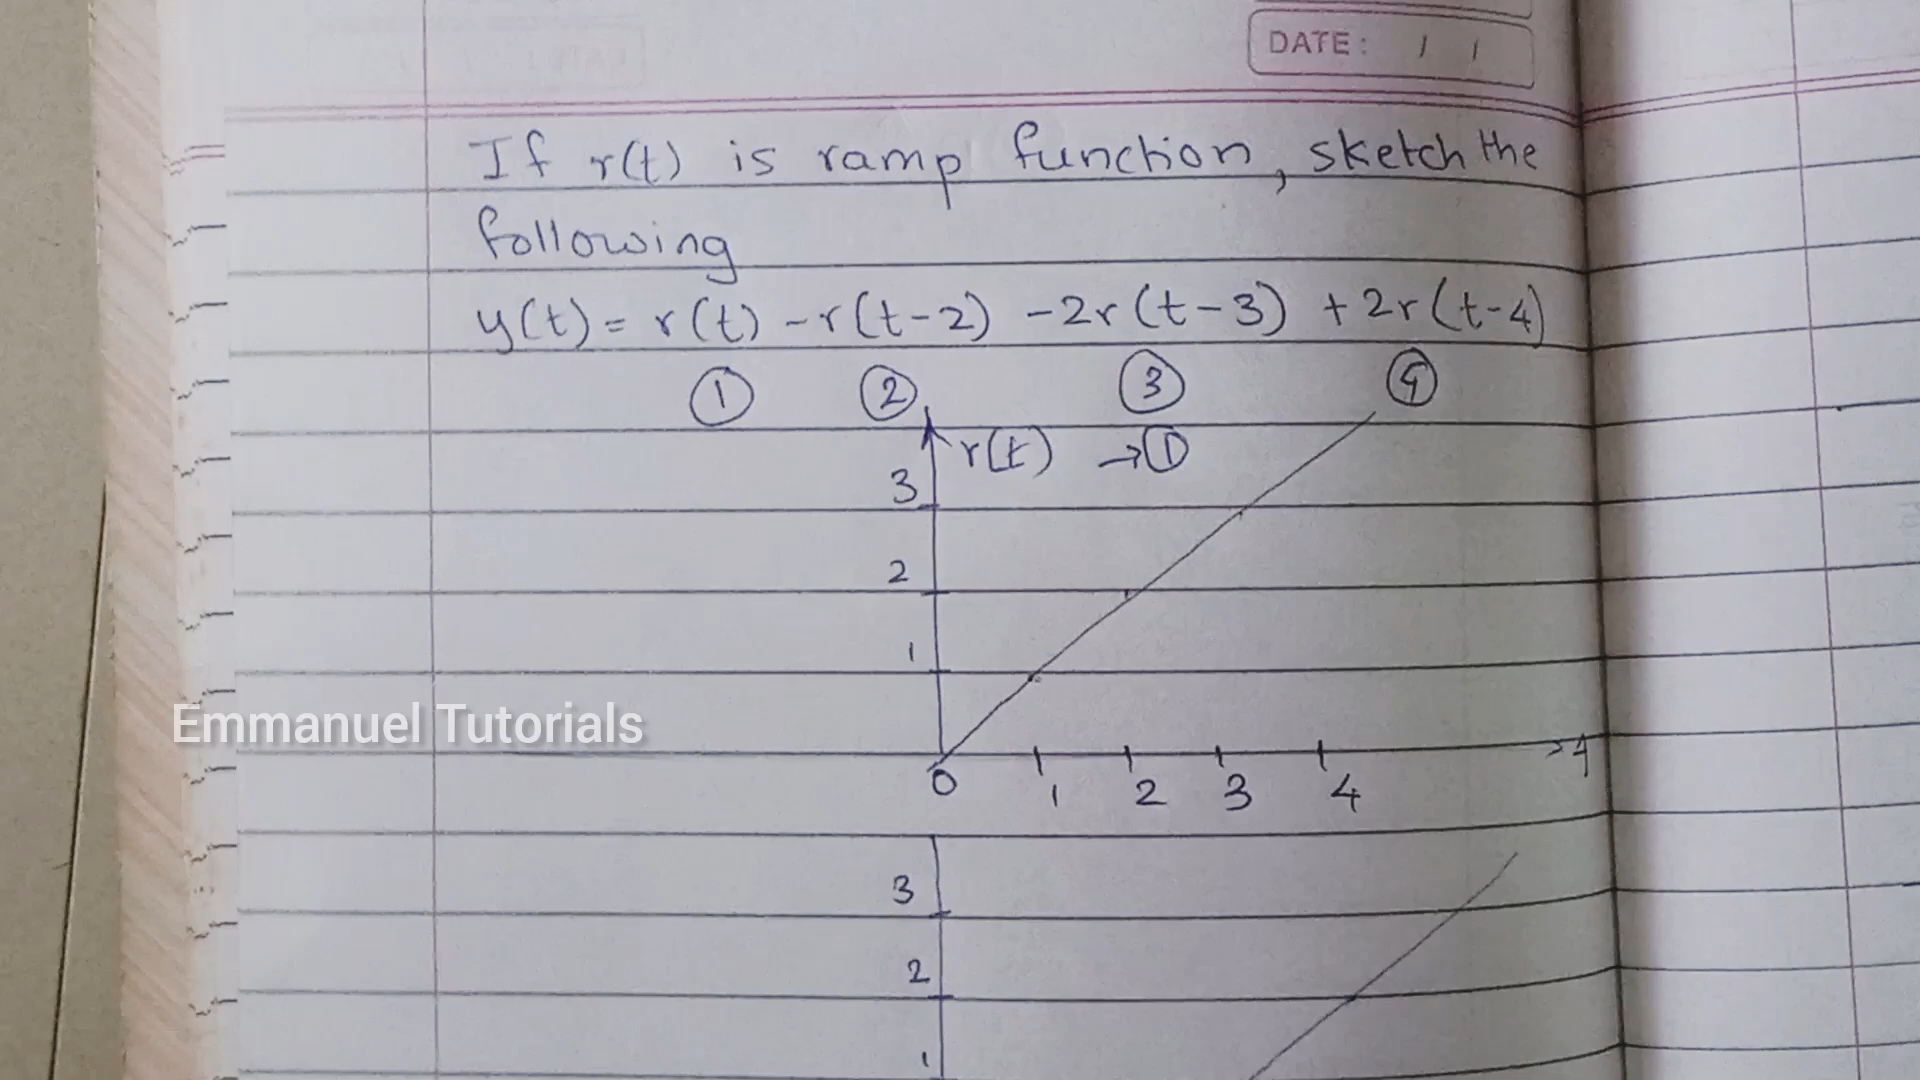 DATE: / /
If r(t) is ramp function, sketch the
following
y(t) = r(t) - r(t-2) - 2r(t-3) + 2r(t-4)
① ② ③ ④
r(t) → ①
3
2
1
Emmanuel Tutorials
0 1 2 3 4 → t
3
2
1